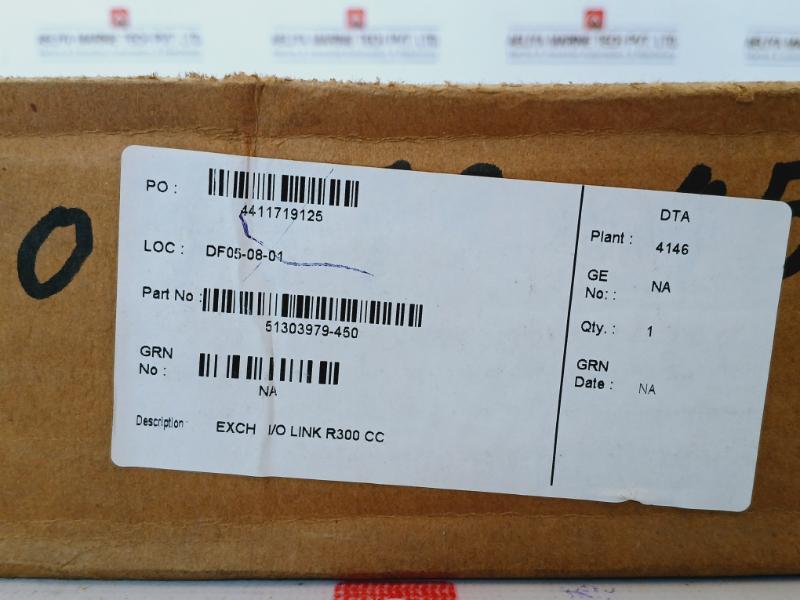 PO : 4411719125
LOC : DF05-08-01
Part No : 51303979-450
GRN No : NA
Description EXCH I/O LINK R300 CC
DTA
Plant : 4146
GE No: : NA
Qty. : 1
GRN Date : NA
0